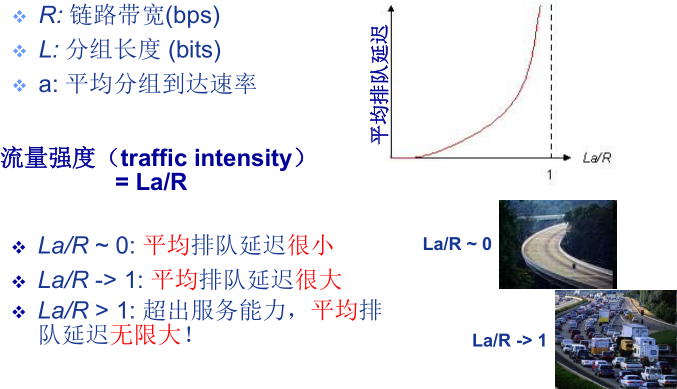 ❖ R: 链路带宽(bps)
❖ L: 分组长度 (bits)
❖ a: 平均分组到达速率
平均排队延迟
La/R
1
流量强度（traffic intensity）
= La/R
❖ La/R ~ 0: 平均排队延迟很小
❖ La/R -> 1: 平均排队延迟很大
❖ La/R > 1: 超出服务能力，平均排
队延迟无限大！
La/R ~ 0
La/R -> 1